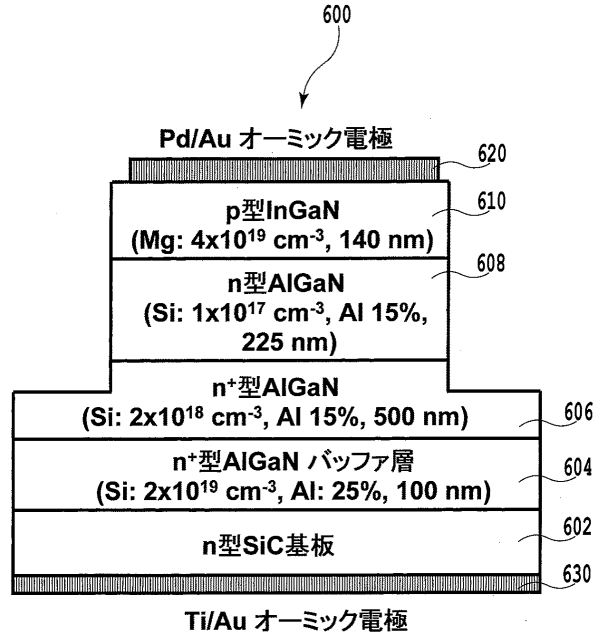 600
Pd/Au オーミック電極
620
p型InGaN
610
(Mg: 4x10¹⁹ cm⁻³, 140 nm)
n型AlGaN
608
(Si: 1x10¹⁷ cm⁻³, Al 15%,
225 nm)
n⁺型AlGaN
(Si: 2x10¹⁸ cm⁻³, Al 15%, 500 nm)
606
n⁺型AlGaN バッファ層
(Si: 2x10¹⁹ cm⁻³, Al: 25%, 100 nm)
604
n型SiC基板
602
630
Ti/Au オーミック電極